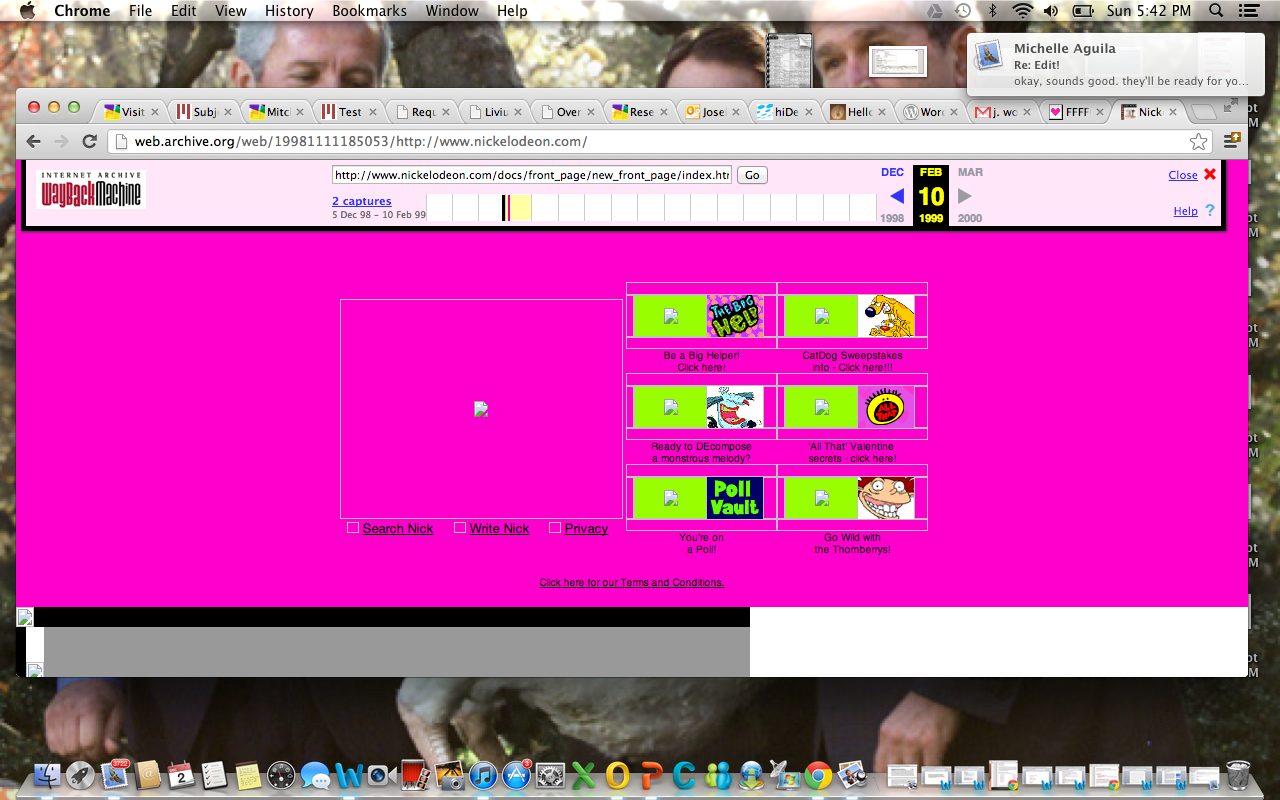 Chrome File Edit View History Bookmarks Window Help Sun 5:42 PM
Michelle Aguila
Re: Edit!
okay, sounds good. they'll be ready for yo...
Visit Subj Mitch Test Requ Liviu Over Rese Josep hiDe Hello Word j. wo FFFF Nick
web.archive.org/web/19981111185053/http://www.nickelodeon.com/
INTERNET ARCHIVE
WayBackMachine
http://www.nickelodeon.com/docs/front_page/new_front_page/index.htm Go
2 captures
5 Dec 98 - 10 Feb 99
DEC FEB MAR
10
1998 1999 2000
Close
Help ?
THE BIG HELP
Be a Big Helper!
Click here!
CatDog Sweepstakes
info - Click here!!!
Ready to DEcompose
a monstrous melody?
'All That' Valentine
secrets - click here!
Poll Vault
You're on
a Poll!
Go Wild with
the Thornberrys!
Search Nick Write Nick Privacy
Click here for our Terms and Conditions.
3722
2
3